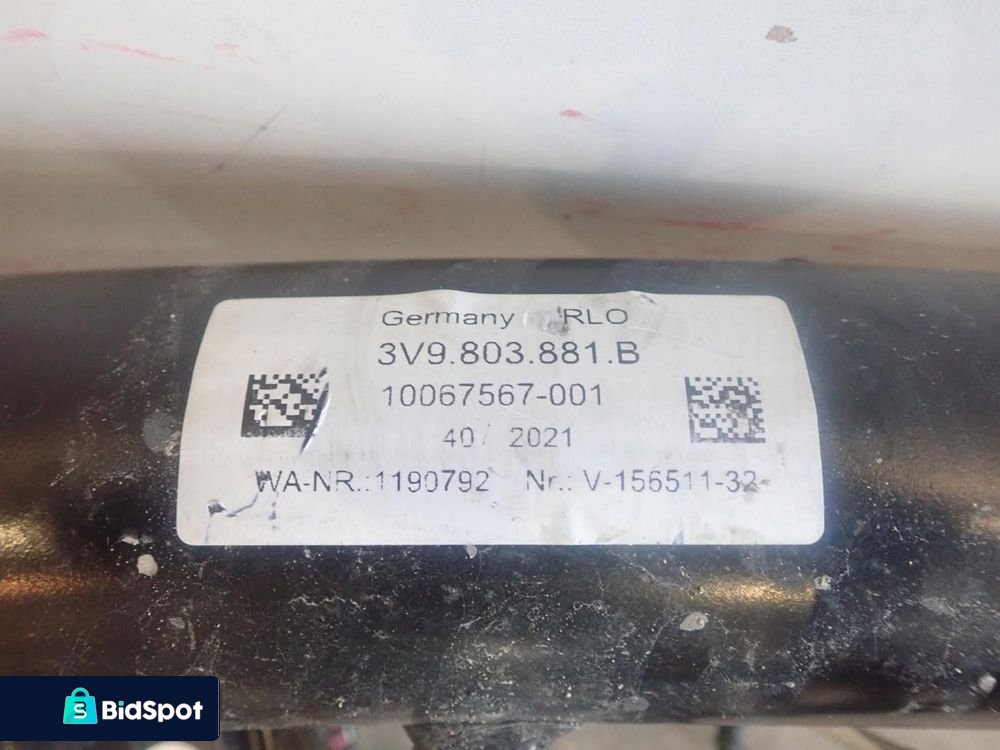 Germany RLO
3V9.803.881.B
10067567-001
40/ 2021
WA-NR.:1190792 Nr.: V-156511-32
BidSpot